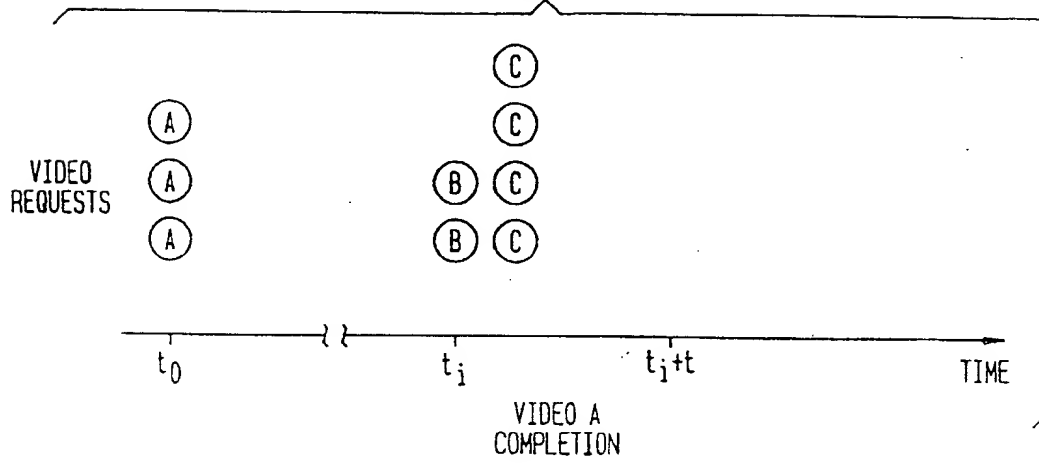 C
A C
VIDEO REQUESTS A B C
A B C
t0 ti ti+t TIME
VIDEO A
COMPLETION